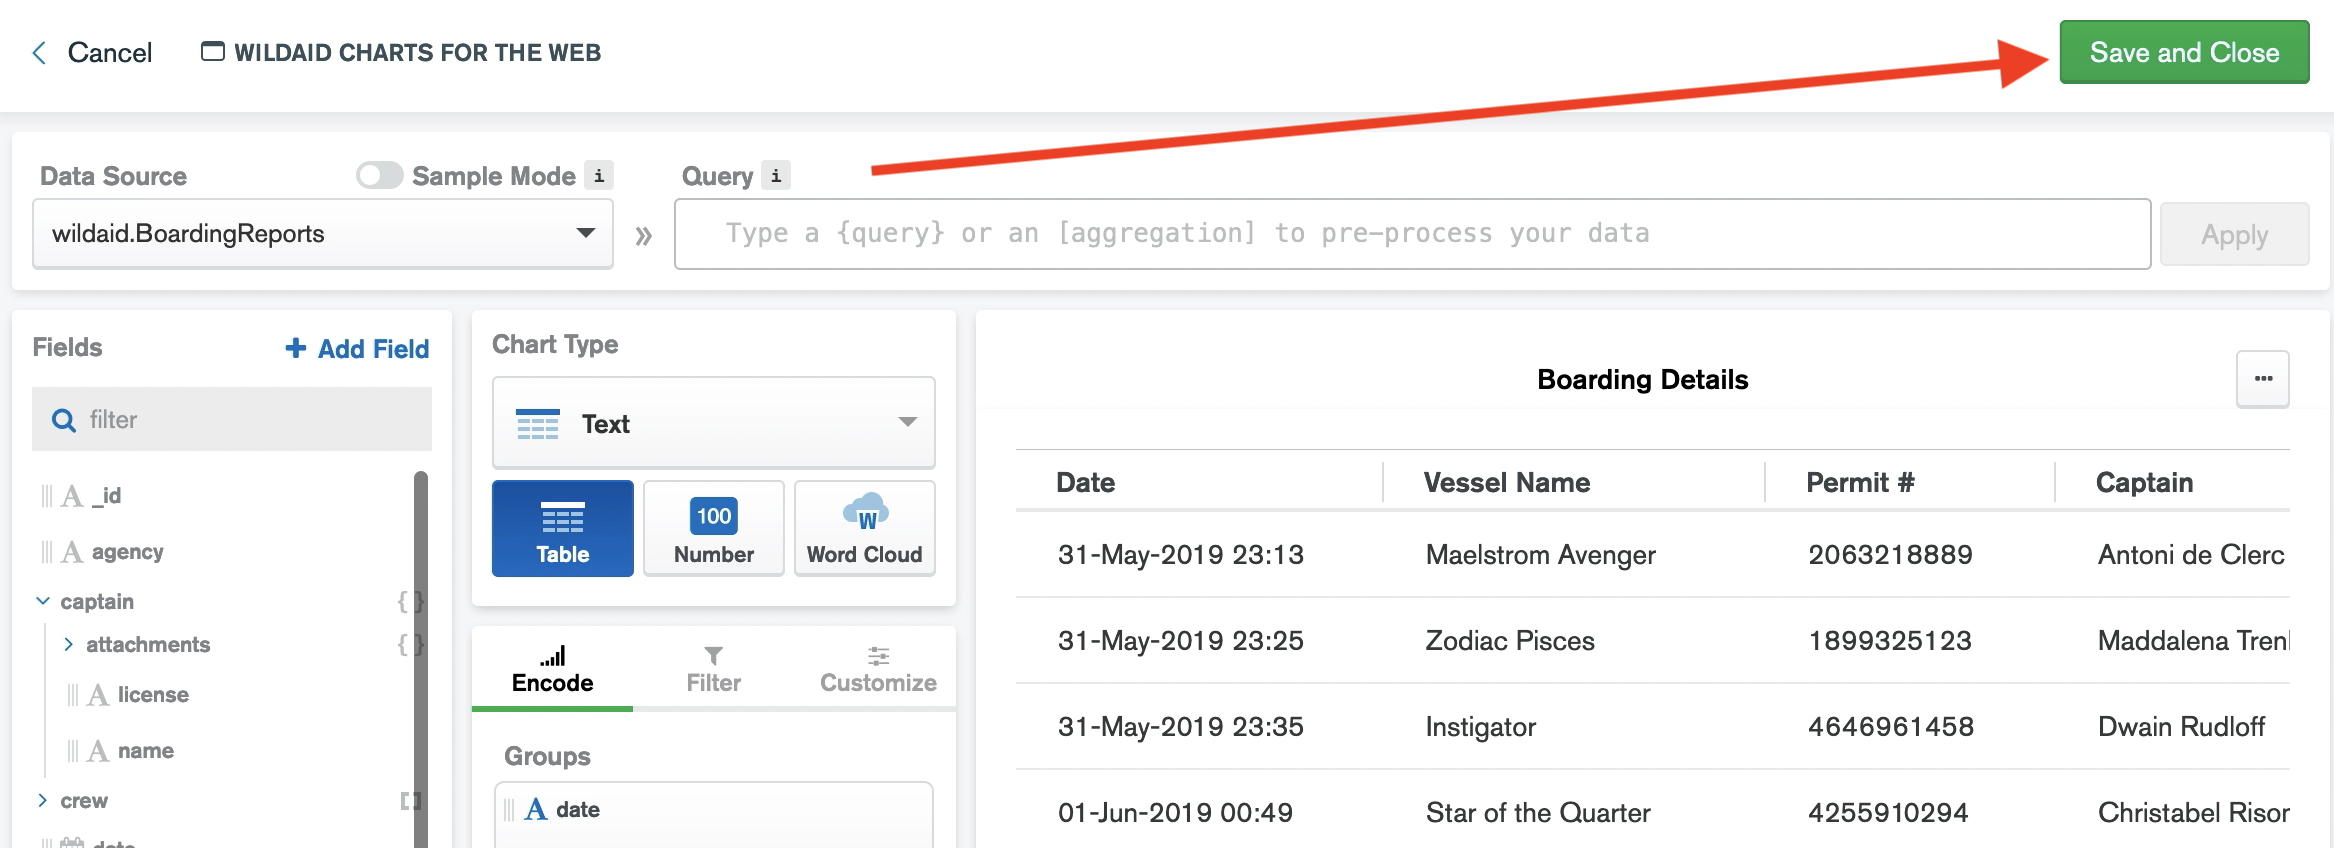 Cancel
WILDAID CHARTS FOR THE WEB
Save and Close
Data Source
Sample Mode i
Query i
wildaid.BoardingReports
»
Type a {query} or an [aggregation] to pre-process your data
Apply
Fields
+ Add Field
filter
A _id
A agency
captain { }
attachments { }
A license
A name
crew [ ]
date
Chart Type
Text
Table
100
Number
W
Word Cloud
Encode
Filter
Customize
Groups
A date
Boarding Details
...
Date Vessel Name Permit # Captain
31-May-2019 23:13 Maelstrom Avenger 2063218889 Antoni de Clerc
31-May-2019 23:25 Zodiac Pisces 1899325123 Maddalena
31-May-2019 23:35 Instigator 4646961458 Dwain Rudloff
01-Jun-2019 00:49 Star of the Quarter 4255910294 Christabel